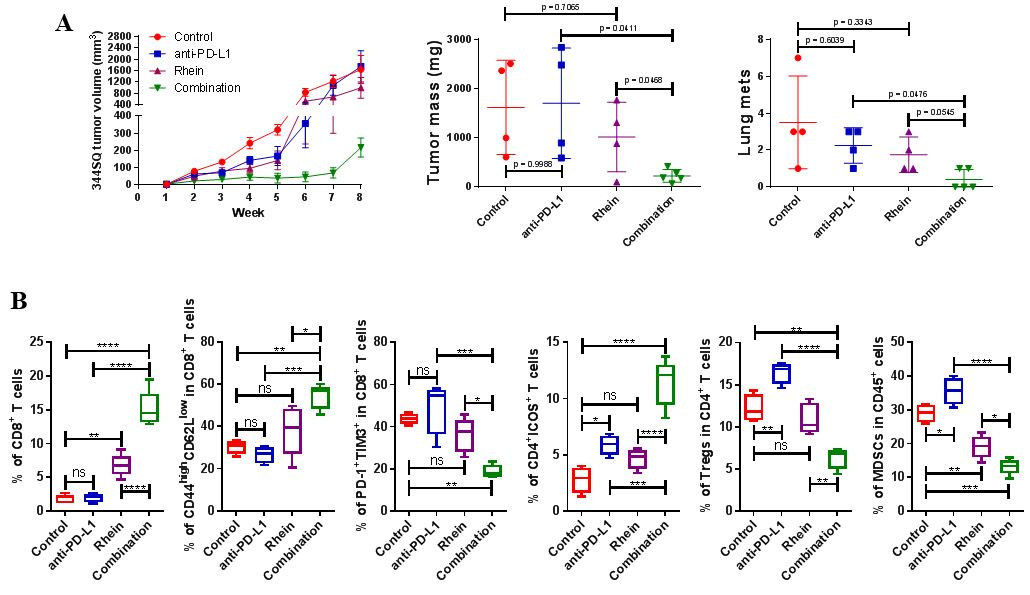 A
344SQ tumor volume (mm³)
2800
2400
2000
1600
1200
800
400
400
300
200
100
0
0 1 2 3 4 5 6 7 8
Week
Control
anti-PD-L1
Rhein
Combination
Tumor mass (mg)
3000
2000
1000
0
p = 0.7065
p = 0.0411
p = 0.0468
p = 0.9988
Control
anti-PD-L1
Rhein
Combination
Lung mets
8
6
4
2
0
p = 0.3343
p = 0.6039
p = 0.0476
p = 0.0545
Control
anti-PD-L1
Rhein
Combination
B
% of CD8⁺ T cells
25
20
15
10
5
0
****
****
**
ns
****
Control
anti-PD-L1
Rhein
Combination
% of CD44ʰⁱᵍʰCD62Lˡᵒʷ in CD8⁺ T cells
80
60
40
20
0
*
**
***
ns
ns
Control
anti-PD-L1
Rhein
Combination
% of PD-1⁺TIM3⁺ in CD8⁺ T cells
80
60
40
20
0
***
ns
*
ns
**
Control
anti-PD-L1
Rhein
Combination
% of CD4⁺ICOS⁺ T cells
15
10
5
0
****
ns
*
****
***
Control
anti-PD-L1
Rhein
Combination
% of Tregs in CD4⁺ T cells
20
15
10
5
0
**
****
**
ns
**
Control
anti-PD-L1
Rhein
Combination
% of MDSCs in CD45⁺ cells
50
40
30
20
10
0
****
*
*
**
***
Control
anti-PD-L1
Rhein
Combination